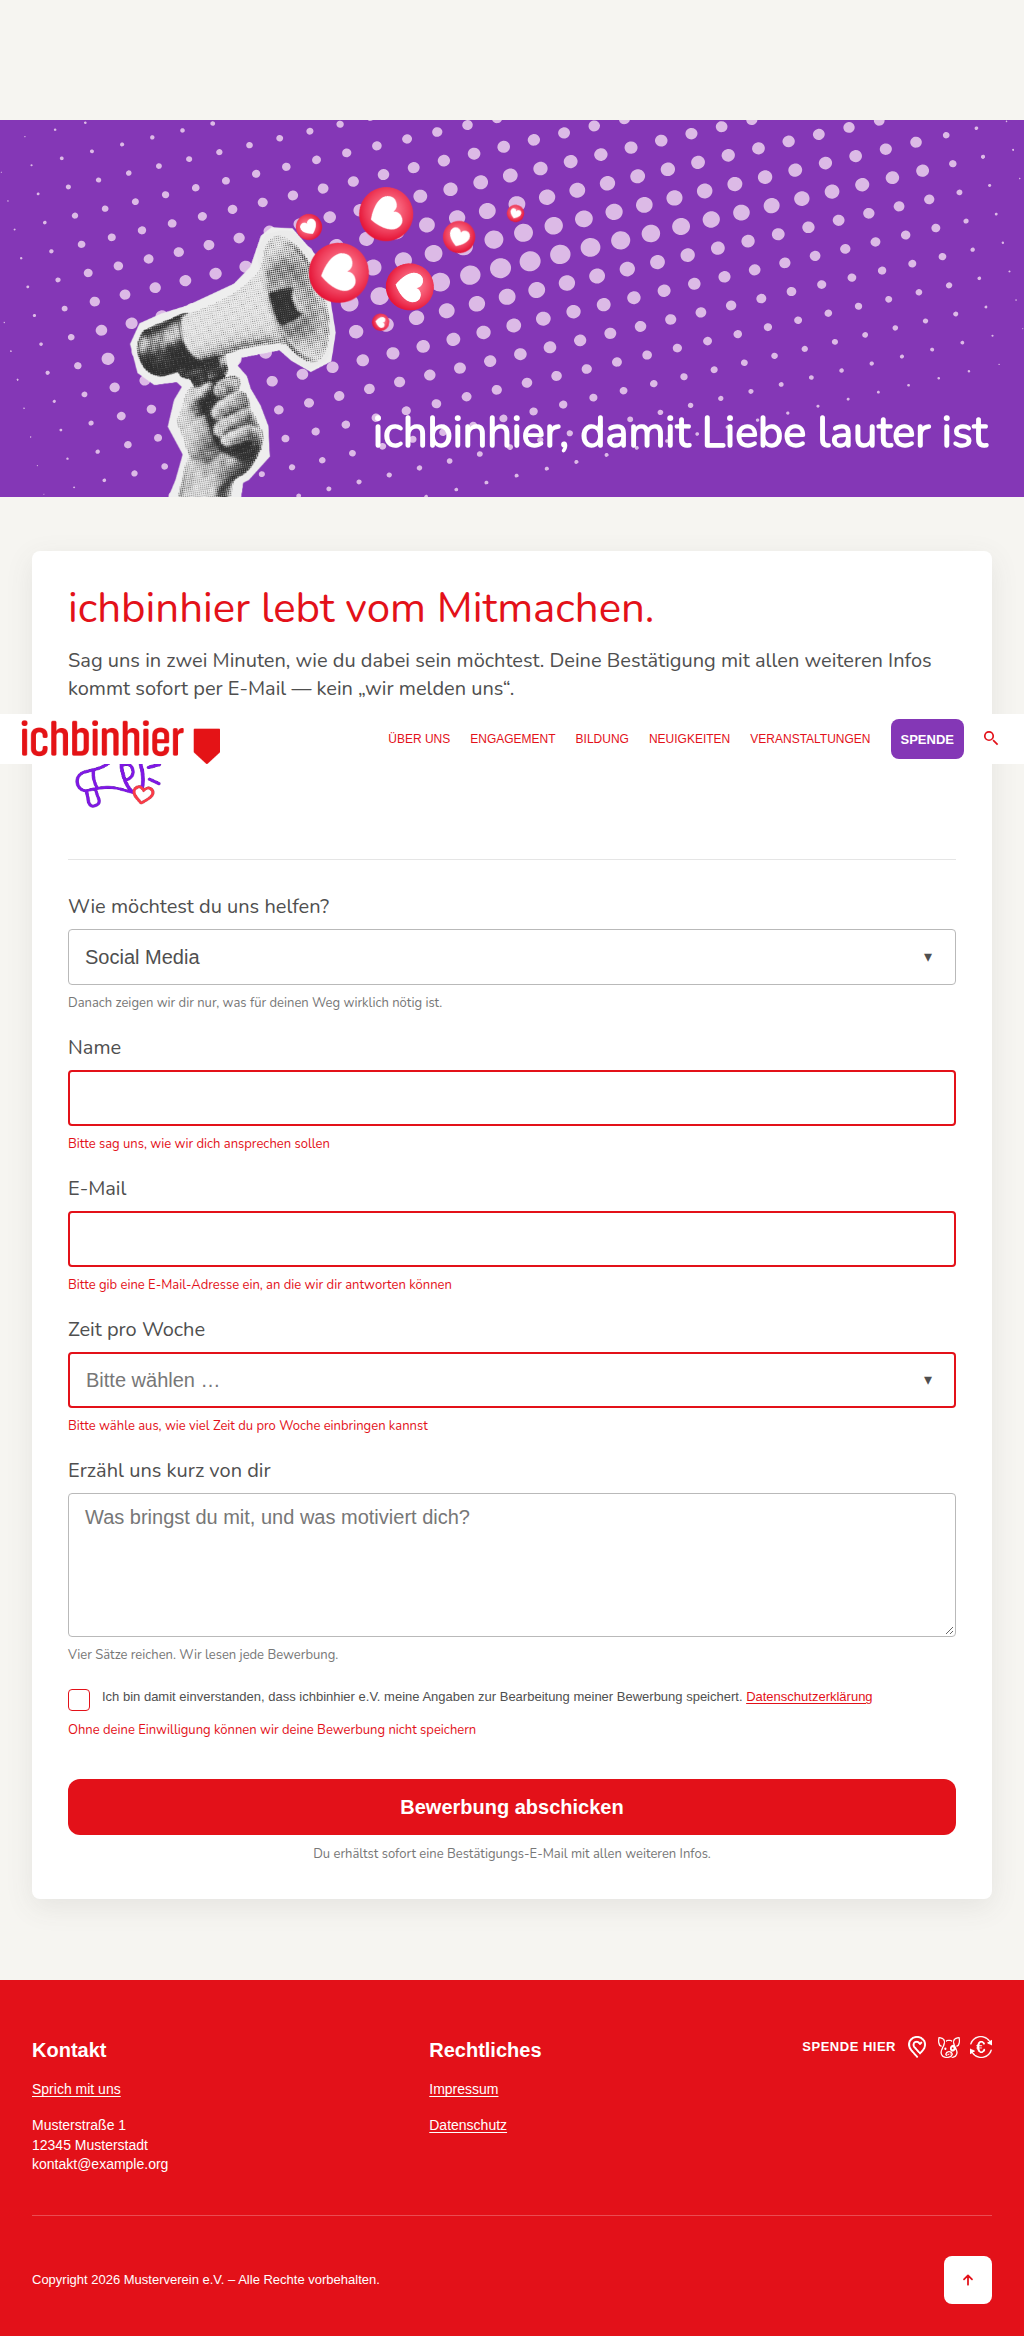 ichbinhier, damit Liebe lauter ist
ichbinhier lebt vom Mitmachen.
Sag uns in zwei Minuten, wie du dabei sein möchtest. Deine Bestätigung mit allen weiteren Infos
kommt sofort per E-Mail — kein „wir melden uns“.
ichbinhier
ÜBER UNS ENGAGEMENT BILDUNG NEUIGKEITEN VERANSTALTUNGEN SPENDE
Wie möchtest du uns helfen?
Social Media
Danach zeigen wir dir nur, was für deinen Weg wirklich nötig ist.
Name
Bitte sag uns, wie wir dich ansprechen sollen
E-Mail
Bitte gib eine E-Mail-Adresse ein, an die wir dir antworten können
Zeit pro Woche
Bitte wählen …
Bitte wähle aus, wie viel Zeit du pro Woche einbringen kannst
Erzähl uns kurz von dir
Was bringst du mit, und was motiviert dich?
Vier Sätze reichen. Wir lesen jede Bewerbung.
Ich bin damit einverstanden, dass ichbinhier e.V. meine Angaben zur Bearbeitung meiner Bewerbung speichert. Datenschutzerklärung
Ohne deine Einwilligung können wir deine Bewerbung nicht speichern
Bewerbung abschicken
Du erhältst sofort eine Bestätigungs-E-Mail mit allen weiteren Infos.
Kontakt
Sprich mit uns
Musterstraße 1
12345 Musterstadt
kontakt@example.org
Rechtliches
Impressum
Datenschutz
SPENDE HIER
Copyright 2026 Musterverein e.V. – Alle Rechte vorbehalten.